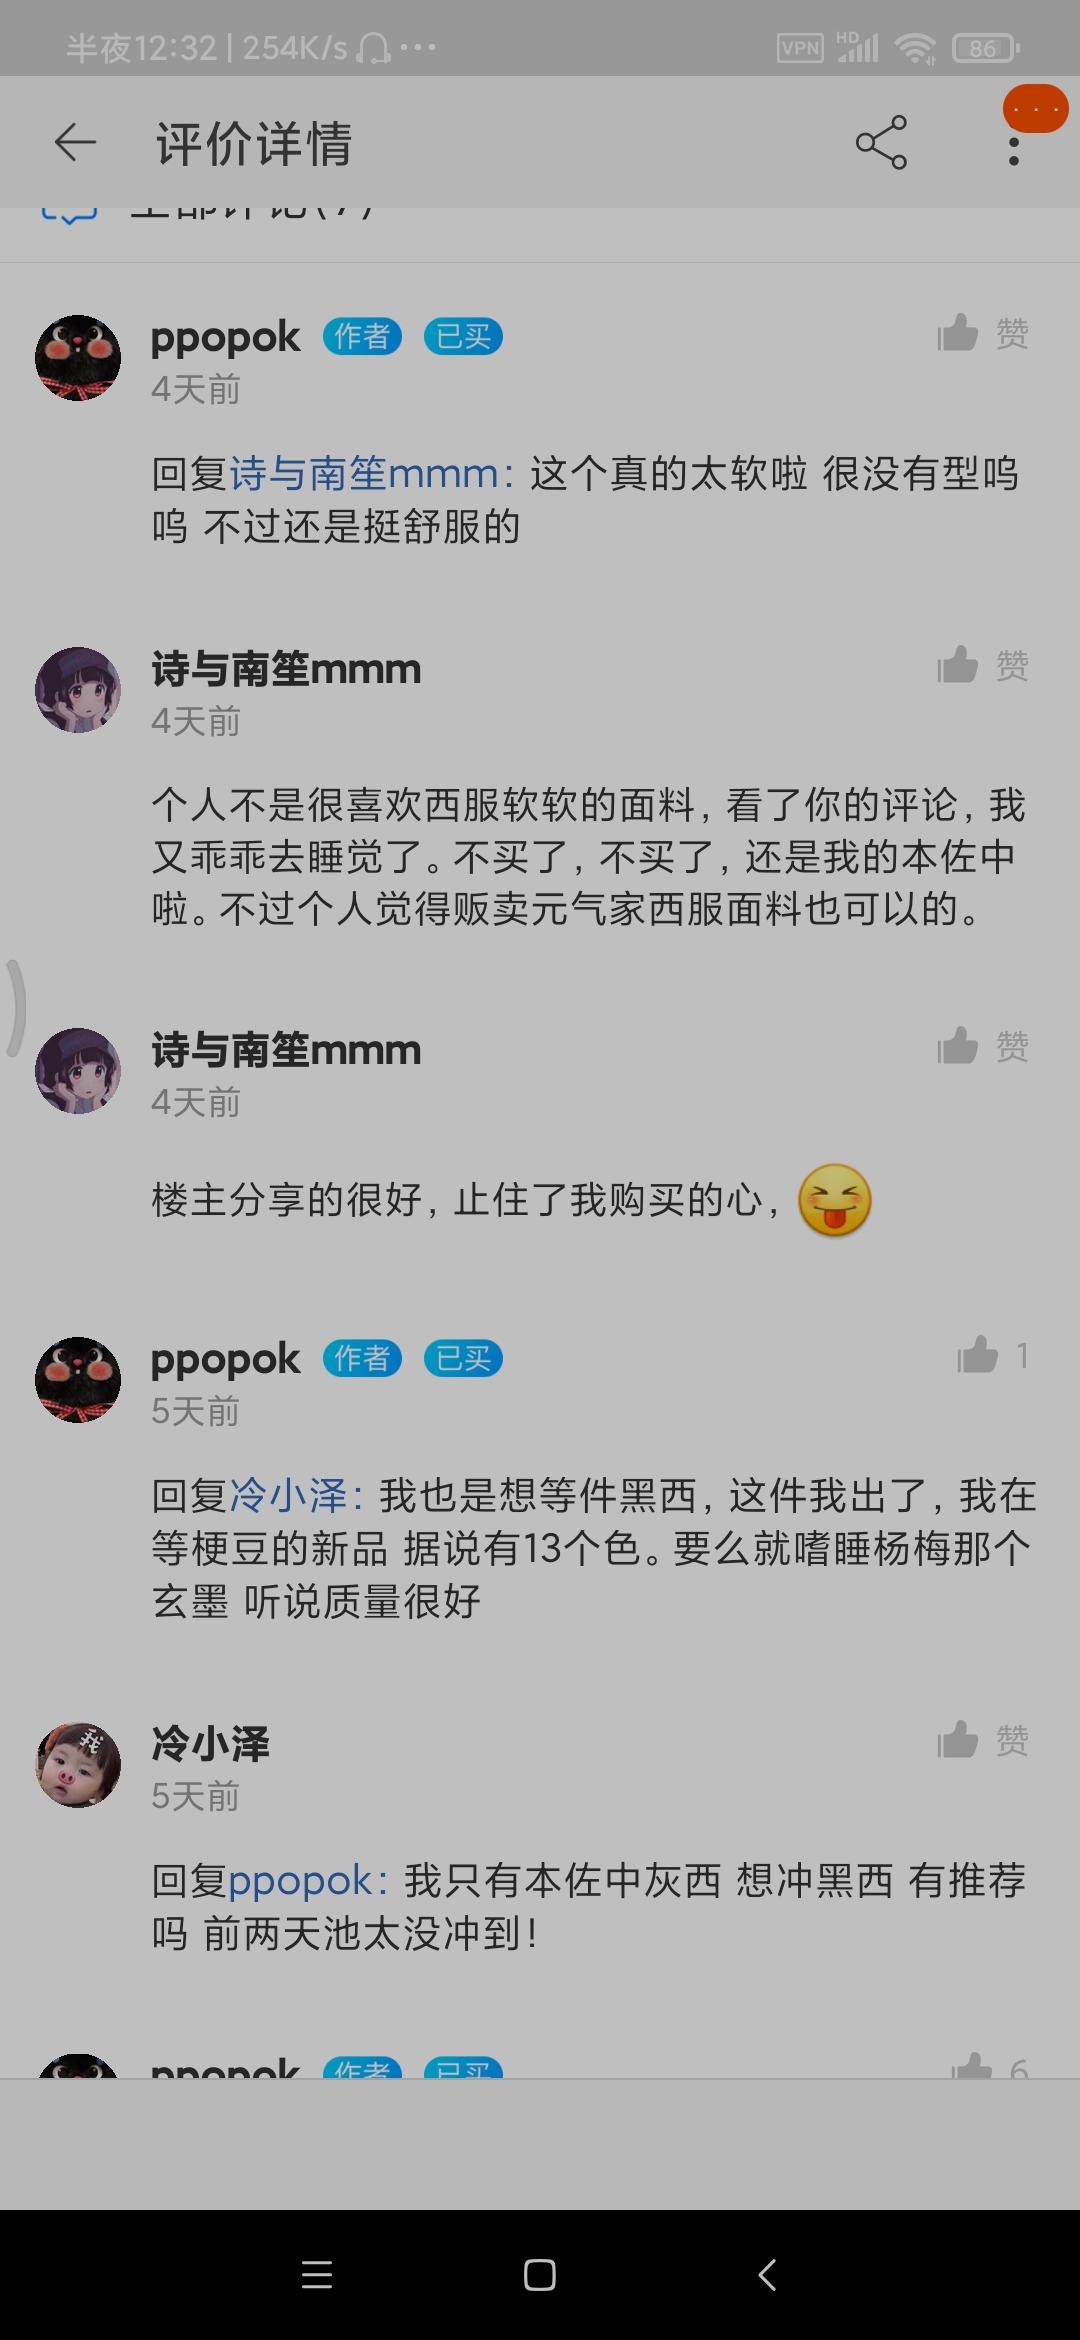 半夜12:32 | 254K/s ···
VPN HD 86
评价详情
ppopok 作者 已买 赞
4天前
回复诗与南笙mmm: 这个真的太软啦 很没有型呜
呜 不过还是挺舒服的
诗与南笙mmm 赞
4天前
个人不是很喜欢西服软软的面料, 看了你的评论, 我
又乖乖去睡觉了。不买了, 不买了, 还是我的本佐中
啦。不过个人觉得贩卖元气家西服面料也可以的。
诗与南笙mmm 赞
4天前
楼主分享的很好, 止住了我购买的心, 😝
ppopok 作者 已买 1
5天前
回复冷小泽: 我也是想等件黑西, 这件我出了, 我在
等梗豆的新品 据说有13个色。要么就嗜睡杨梅那个
玄墨 听说质量很好
我
冷小泽 赞
5天前
回复ppopok: 我只有本佐中灰西 想冲黑西 有推荐
吗 前两天池太没冲到!
ppopok 作者 已买 6